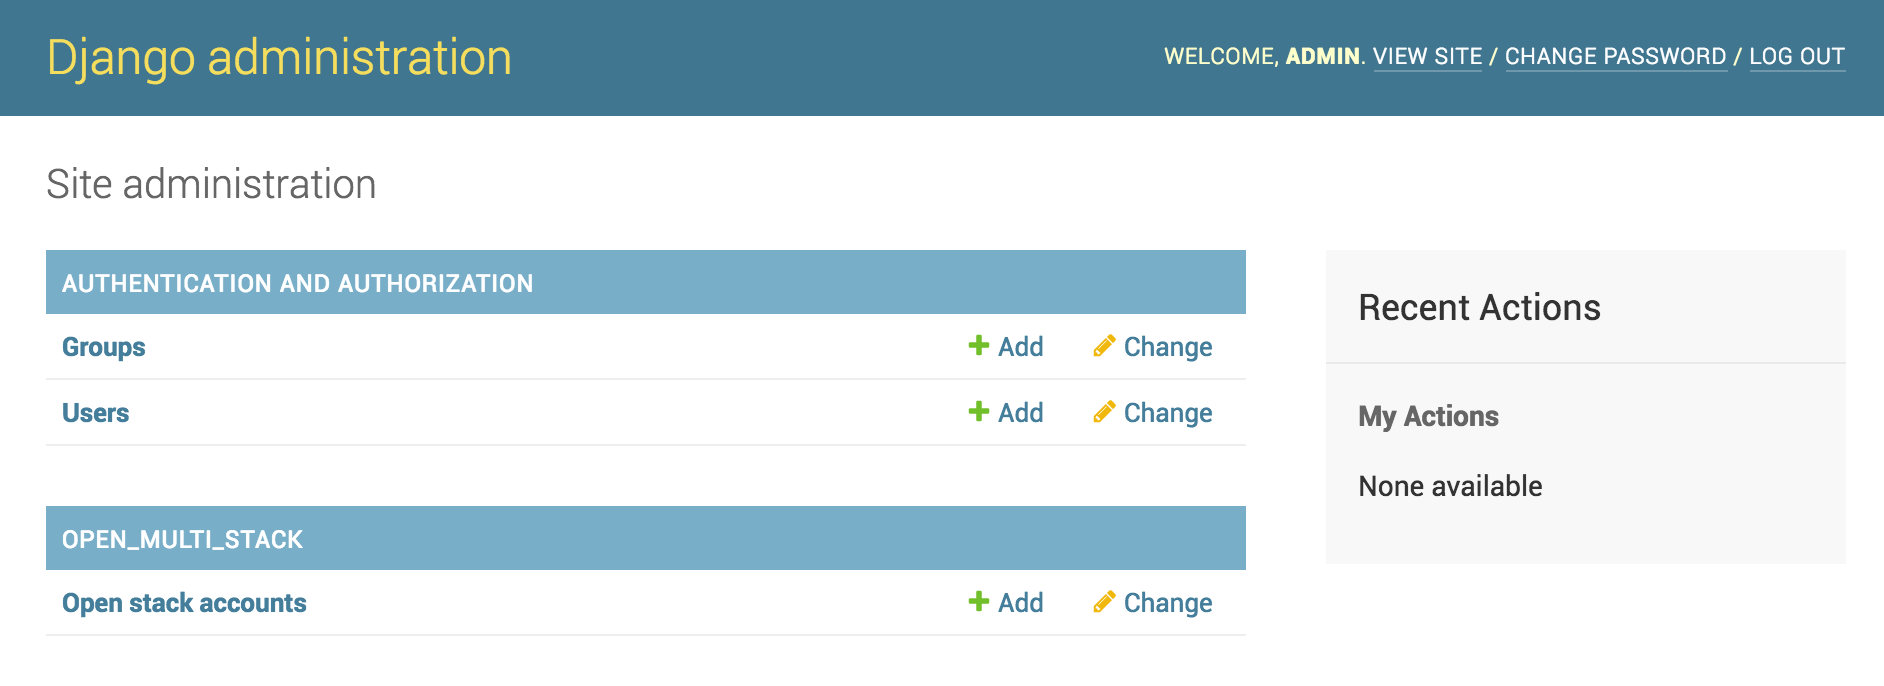 Django administration
WELCOME, ADMIN. VIEW SITE / CHANGE PASSWORD / LOG OUT
Site administration
AUTHENTICATION AND AUTHORIZATION
Groups Add Change
Users Add Change
OPEN_MULTI_STACK
Open stack accounts Add Change
Recent Actions
My Actions
None available